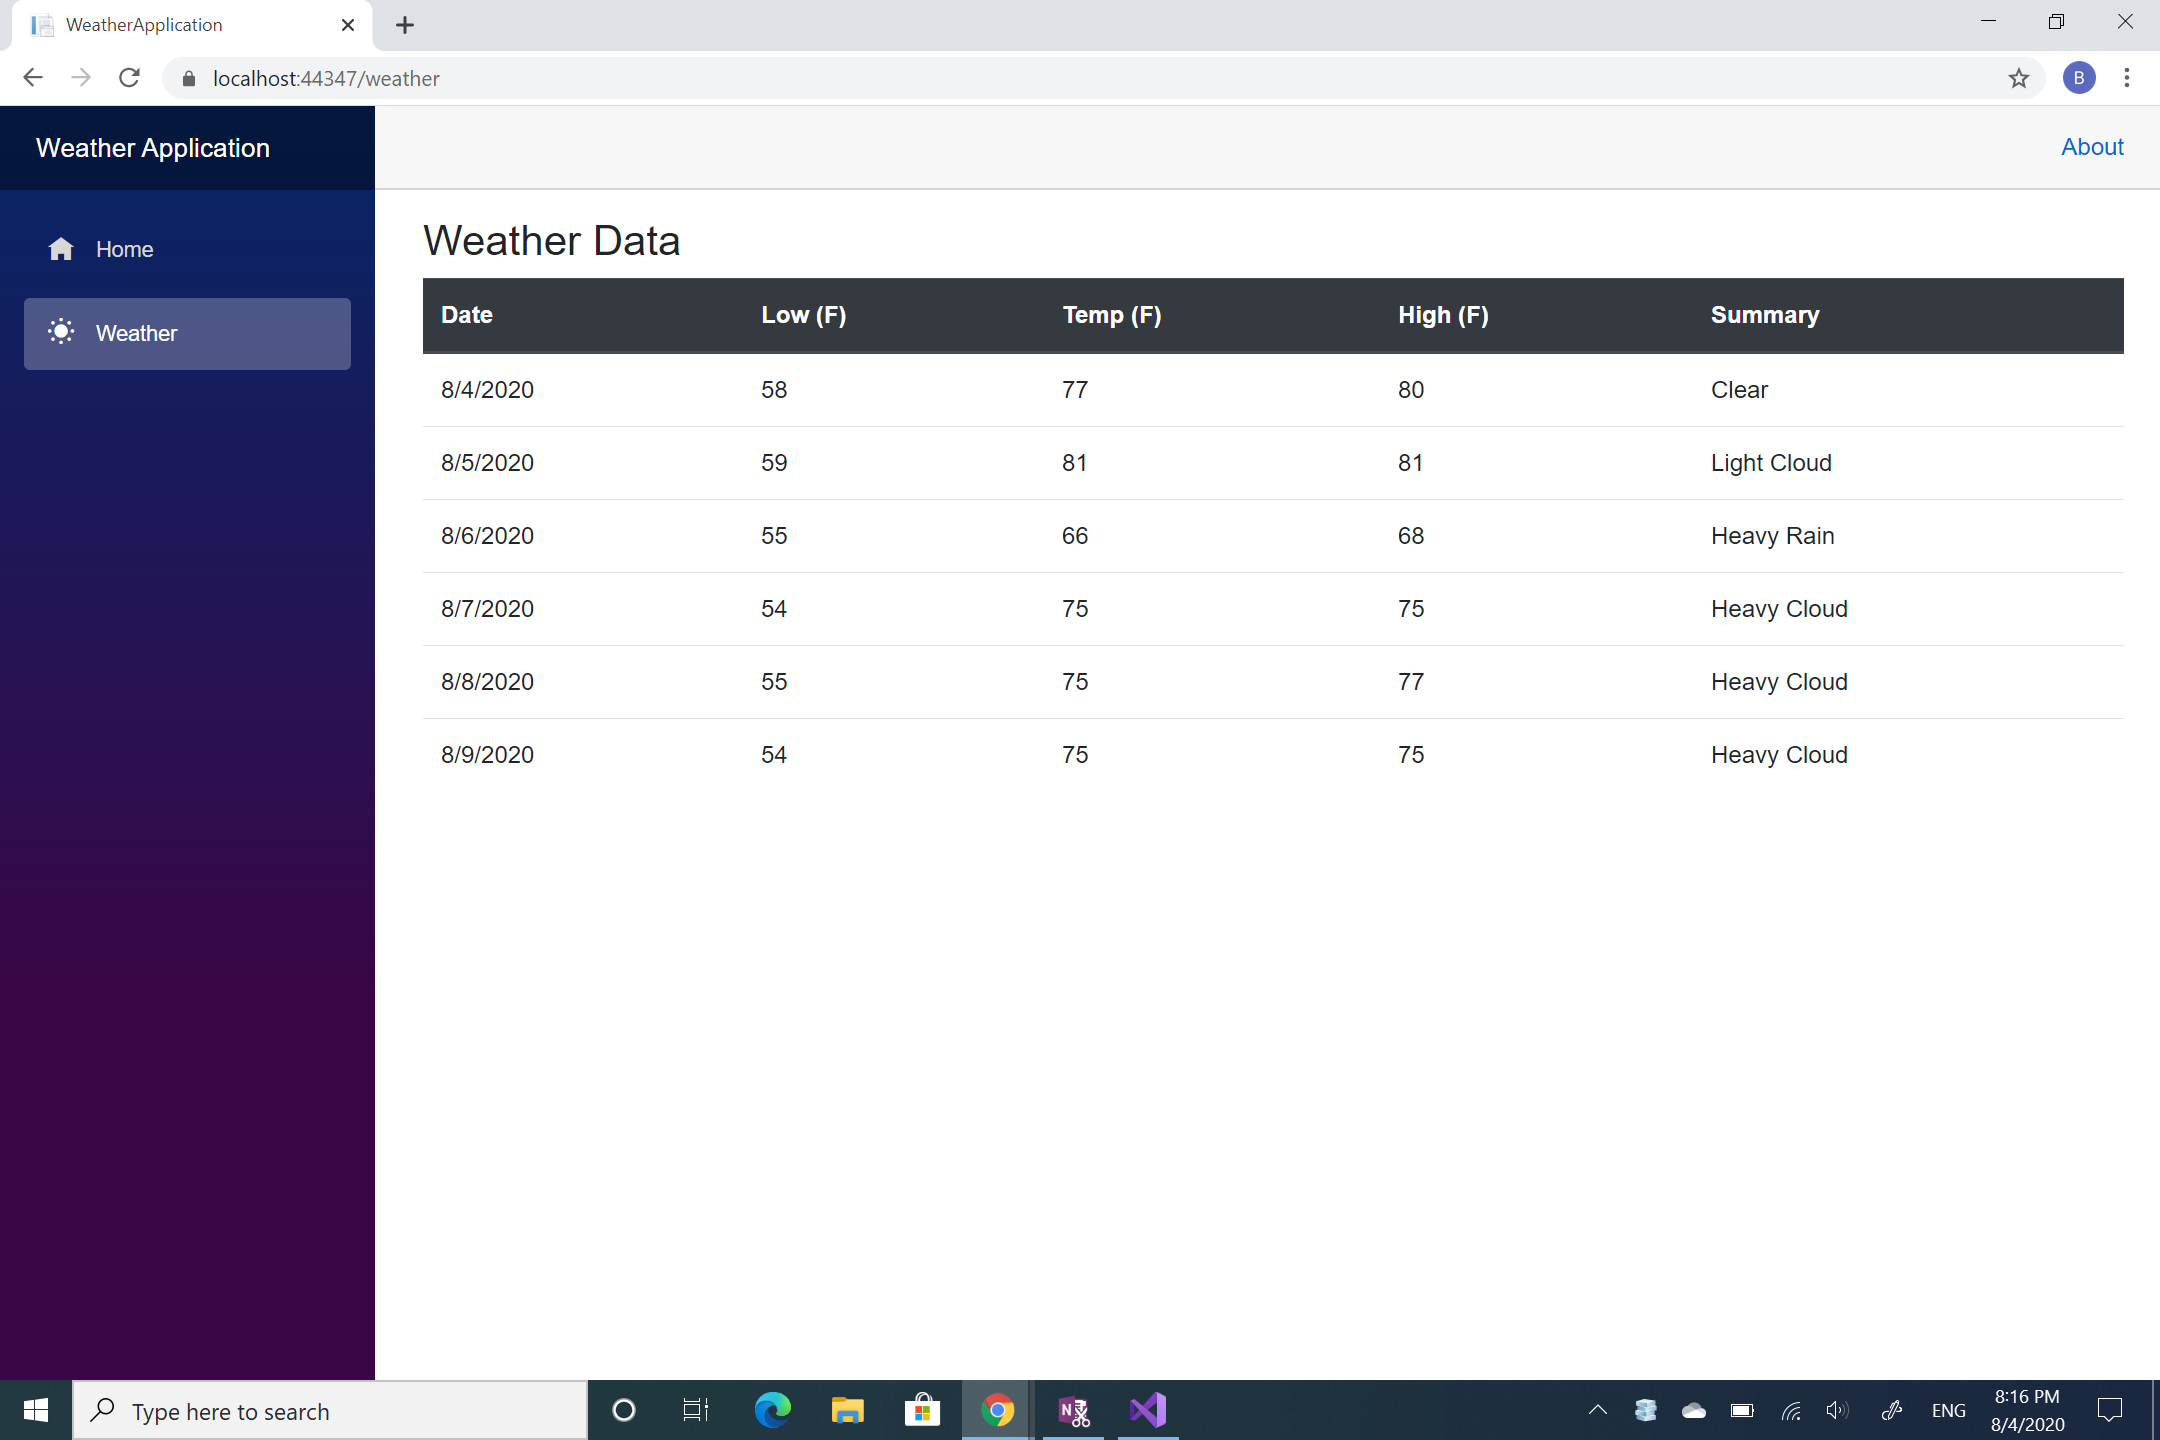 WeatherApplication
localhost:44347/weather
B
Weather Application
About
Home
Weather
Weather Data
Date Low (F) Temp (F) High (F) Summary
8/4/2020 58 77 80 Clear
8/5/2020 59 81 81 Light Cloud
8/6/2020 55 66 68 Heavy Rain
8/7/2020 54 75 75 Heavy Cloud
8/8/2020 55 75 77 Heavy Cloud
8/9/2020 54 75 75 Heavy Cloud
Type here to search
N
ENG
8:16 PM
8/4/2020